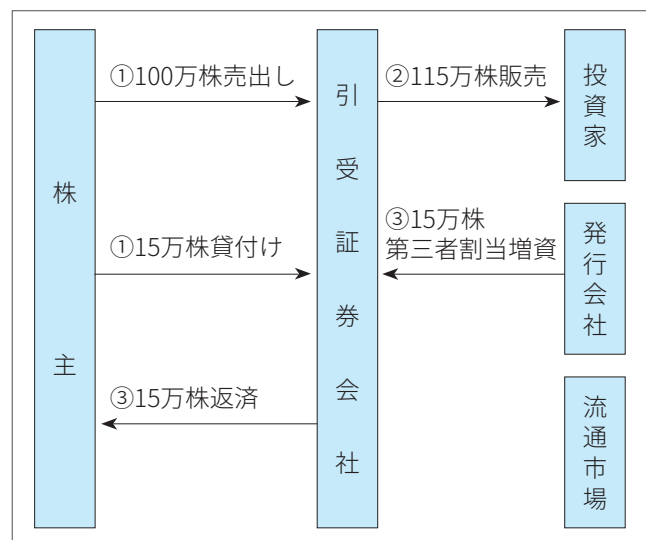 株主
①100万株売出し
①15万株貸付け
③15万株返済
引受証券会社
②115万株販売
③15万株
第三者割当増資
投資家
発行会社
流通市場